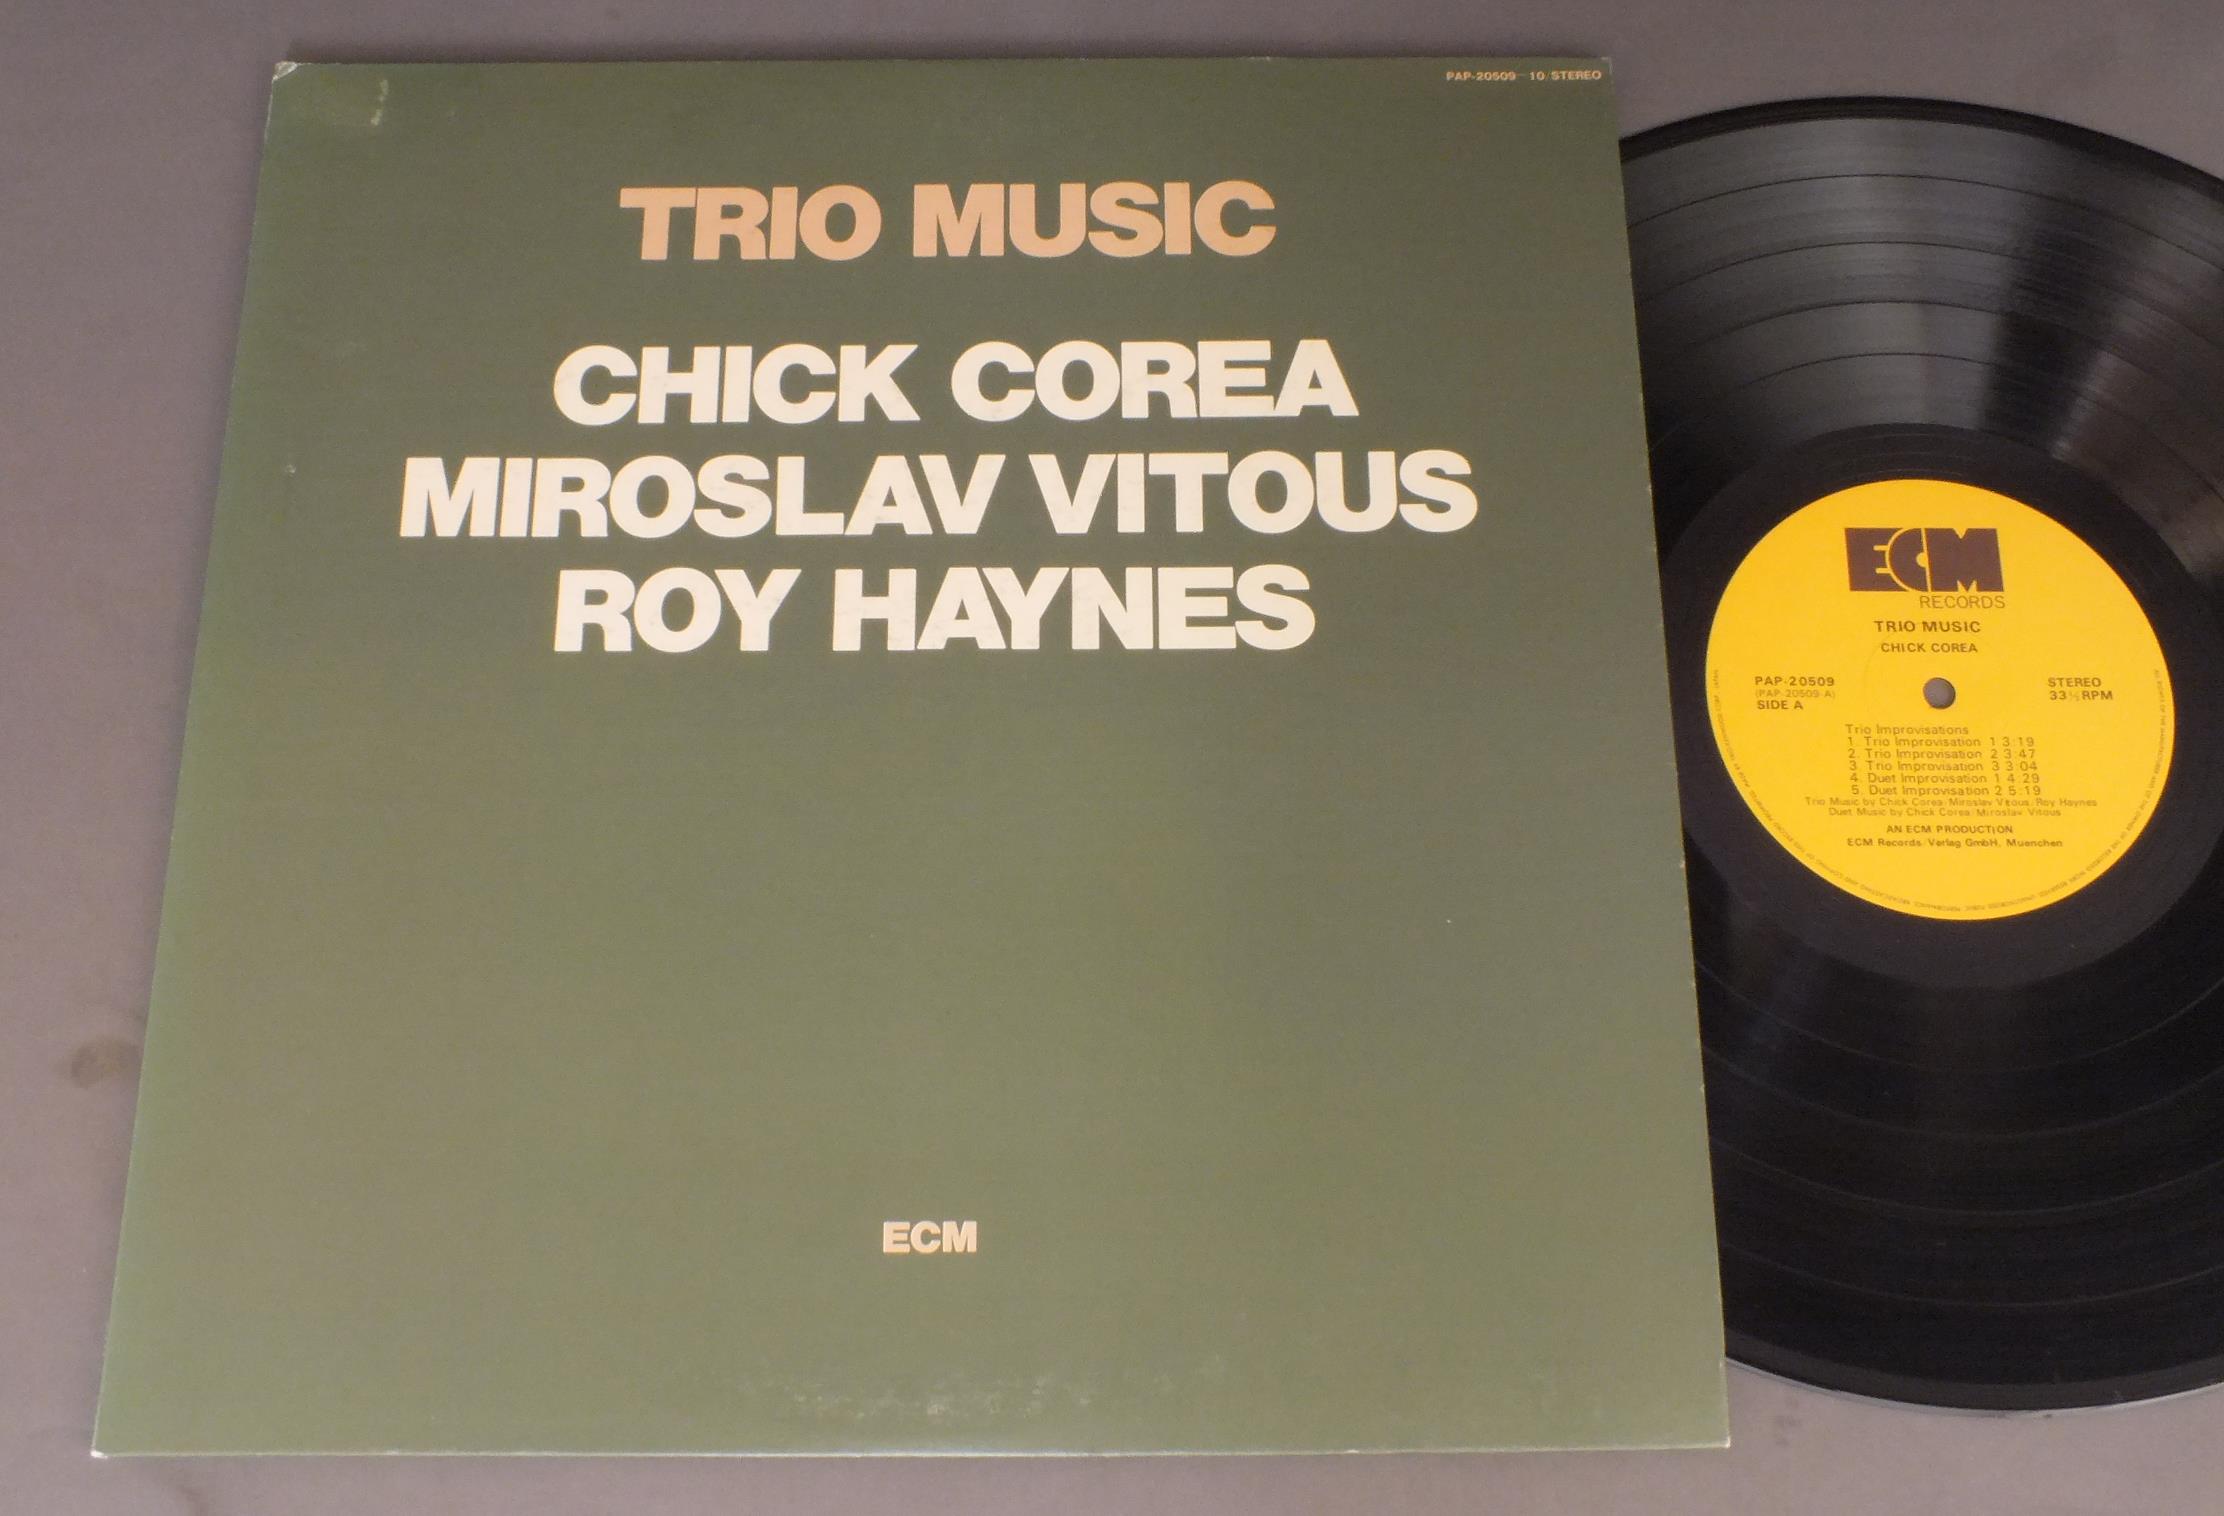 PAP-20509-10/STEREO
TRIO MUSIC
CHICK COREA
MIROSLAV VITOUS
ROY HAYNES
ECM
ECM
RECORDS
TRIO MUSIC
CHICK COREA
PAP-20509
(PAP-20509-A)
SIDE A
STEREO
33⅓RPM
Trio Improvisations
1. Trio Improvisation 1 3:19
2. Trio Improvisation 2 3:47
3. Trio Improvisation 3 3:04
4. Duet Improvisation 1 4:29
5. Duet Improvisation 2 5:19
Trio Music by Chick Corea/Miroslav Vitous/Roy Haynes
Duet Music by Chick Corea/Miroslav Vitous
AN ECM PRODUCTION
ECM Records/Verlag GmbH, Muenchen